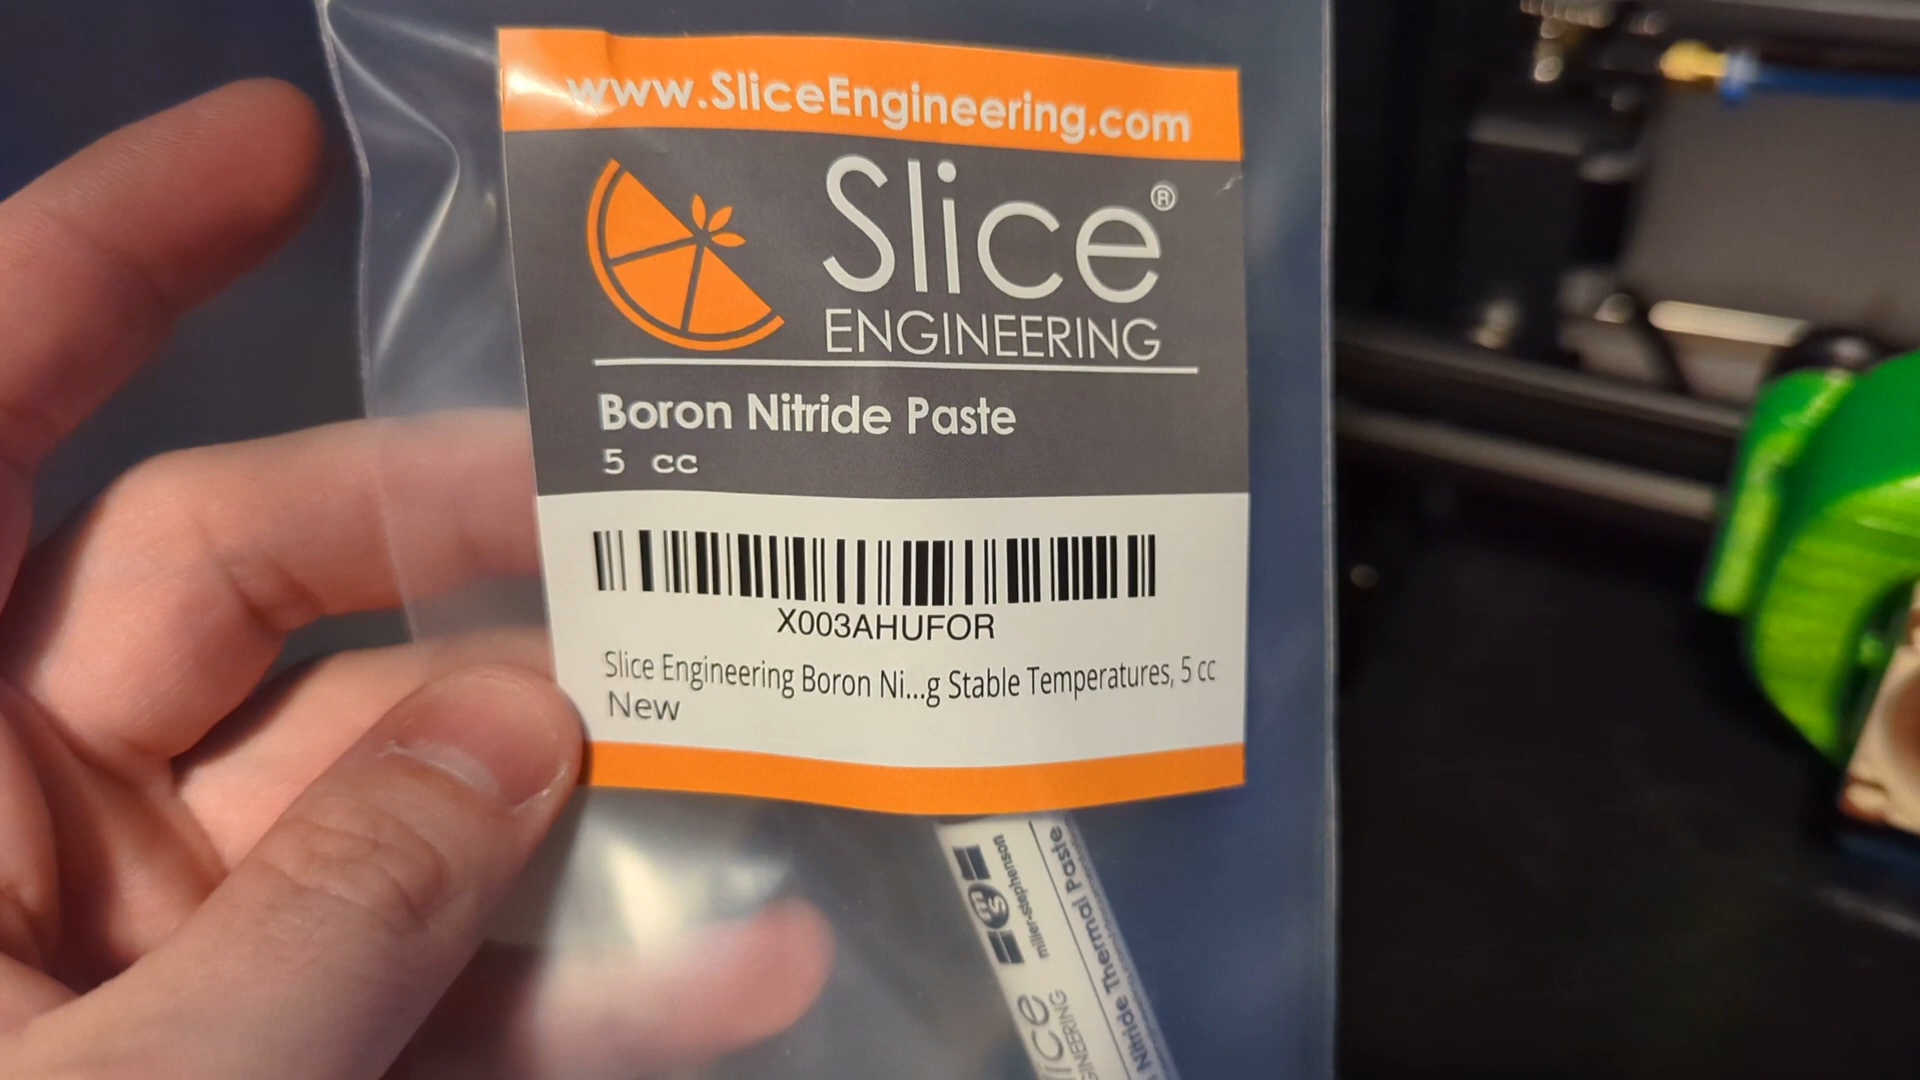 www.SliceEngineering.com
Slice®
ENGINEERING
Boron Nitride Paste
5 cc
X003AHUFOR
Slice Engineering Boron Ni...g Stable Temperatures, 5 cc
New
ms
miller-stephenson
Nitride Thermal Paste